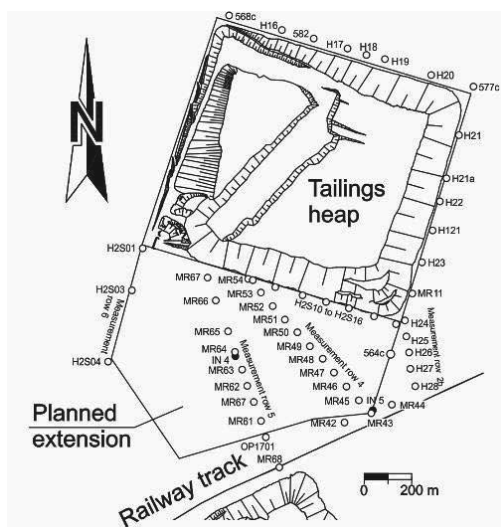 568c
H16
582
H17
H18
H19
H20
577c
N
H21
Tailings
heap
H21a
H22
H121
H2S01
H23
MR67
MR54
H2S03
MR53
MR11
MR66
MR52
H2S10 to H2S16
Measurement
row 6
MR51
H24
MR65
MR50
H25
MR49
Measurement row 4
564c
H26
Measurement row 2b
MR64
IN 4
MR48
H2S04
MR63
Measurement row 5
MR47
H27
MR62
MR46
H28
Planned
extension
MR67
MR45
IN 5
MR44
MR61
MR42
MR43
OP1701
MR68
Railway track
0
200 m